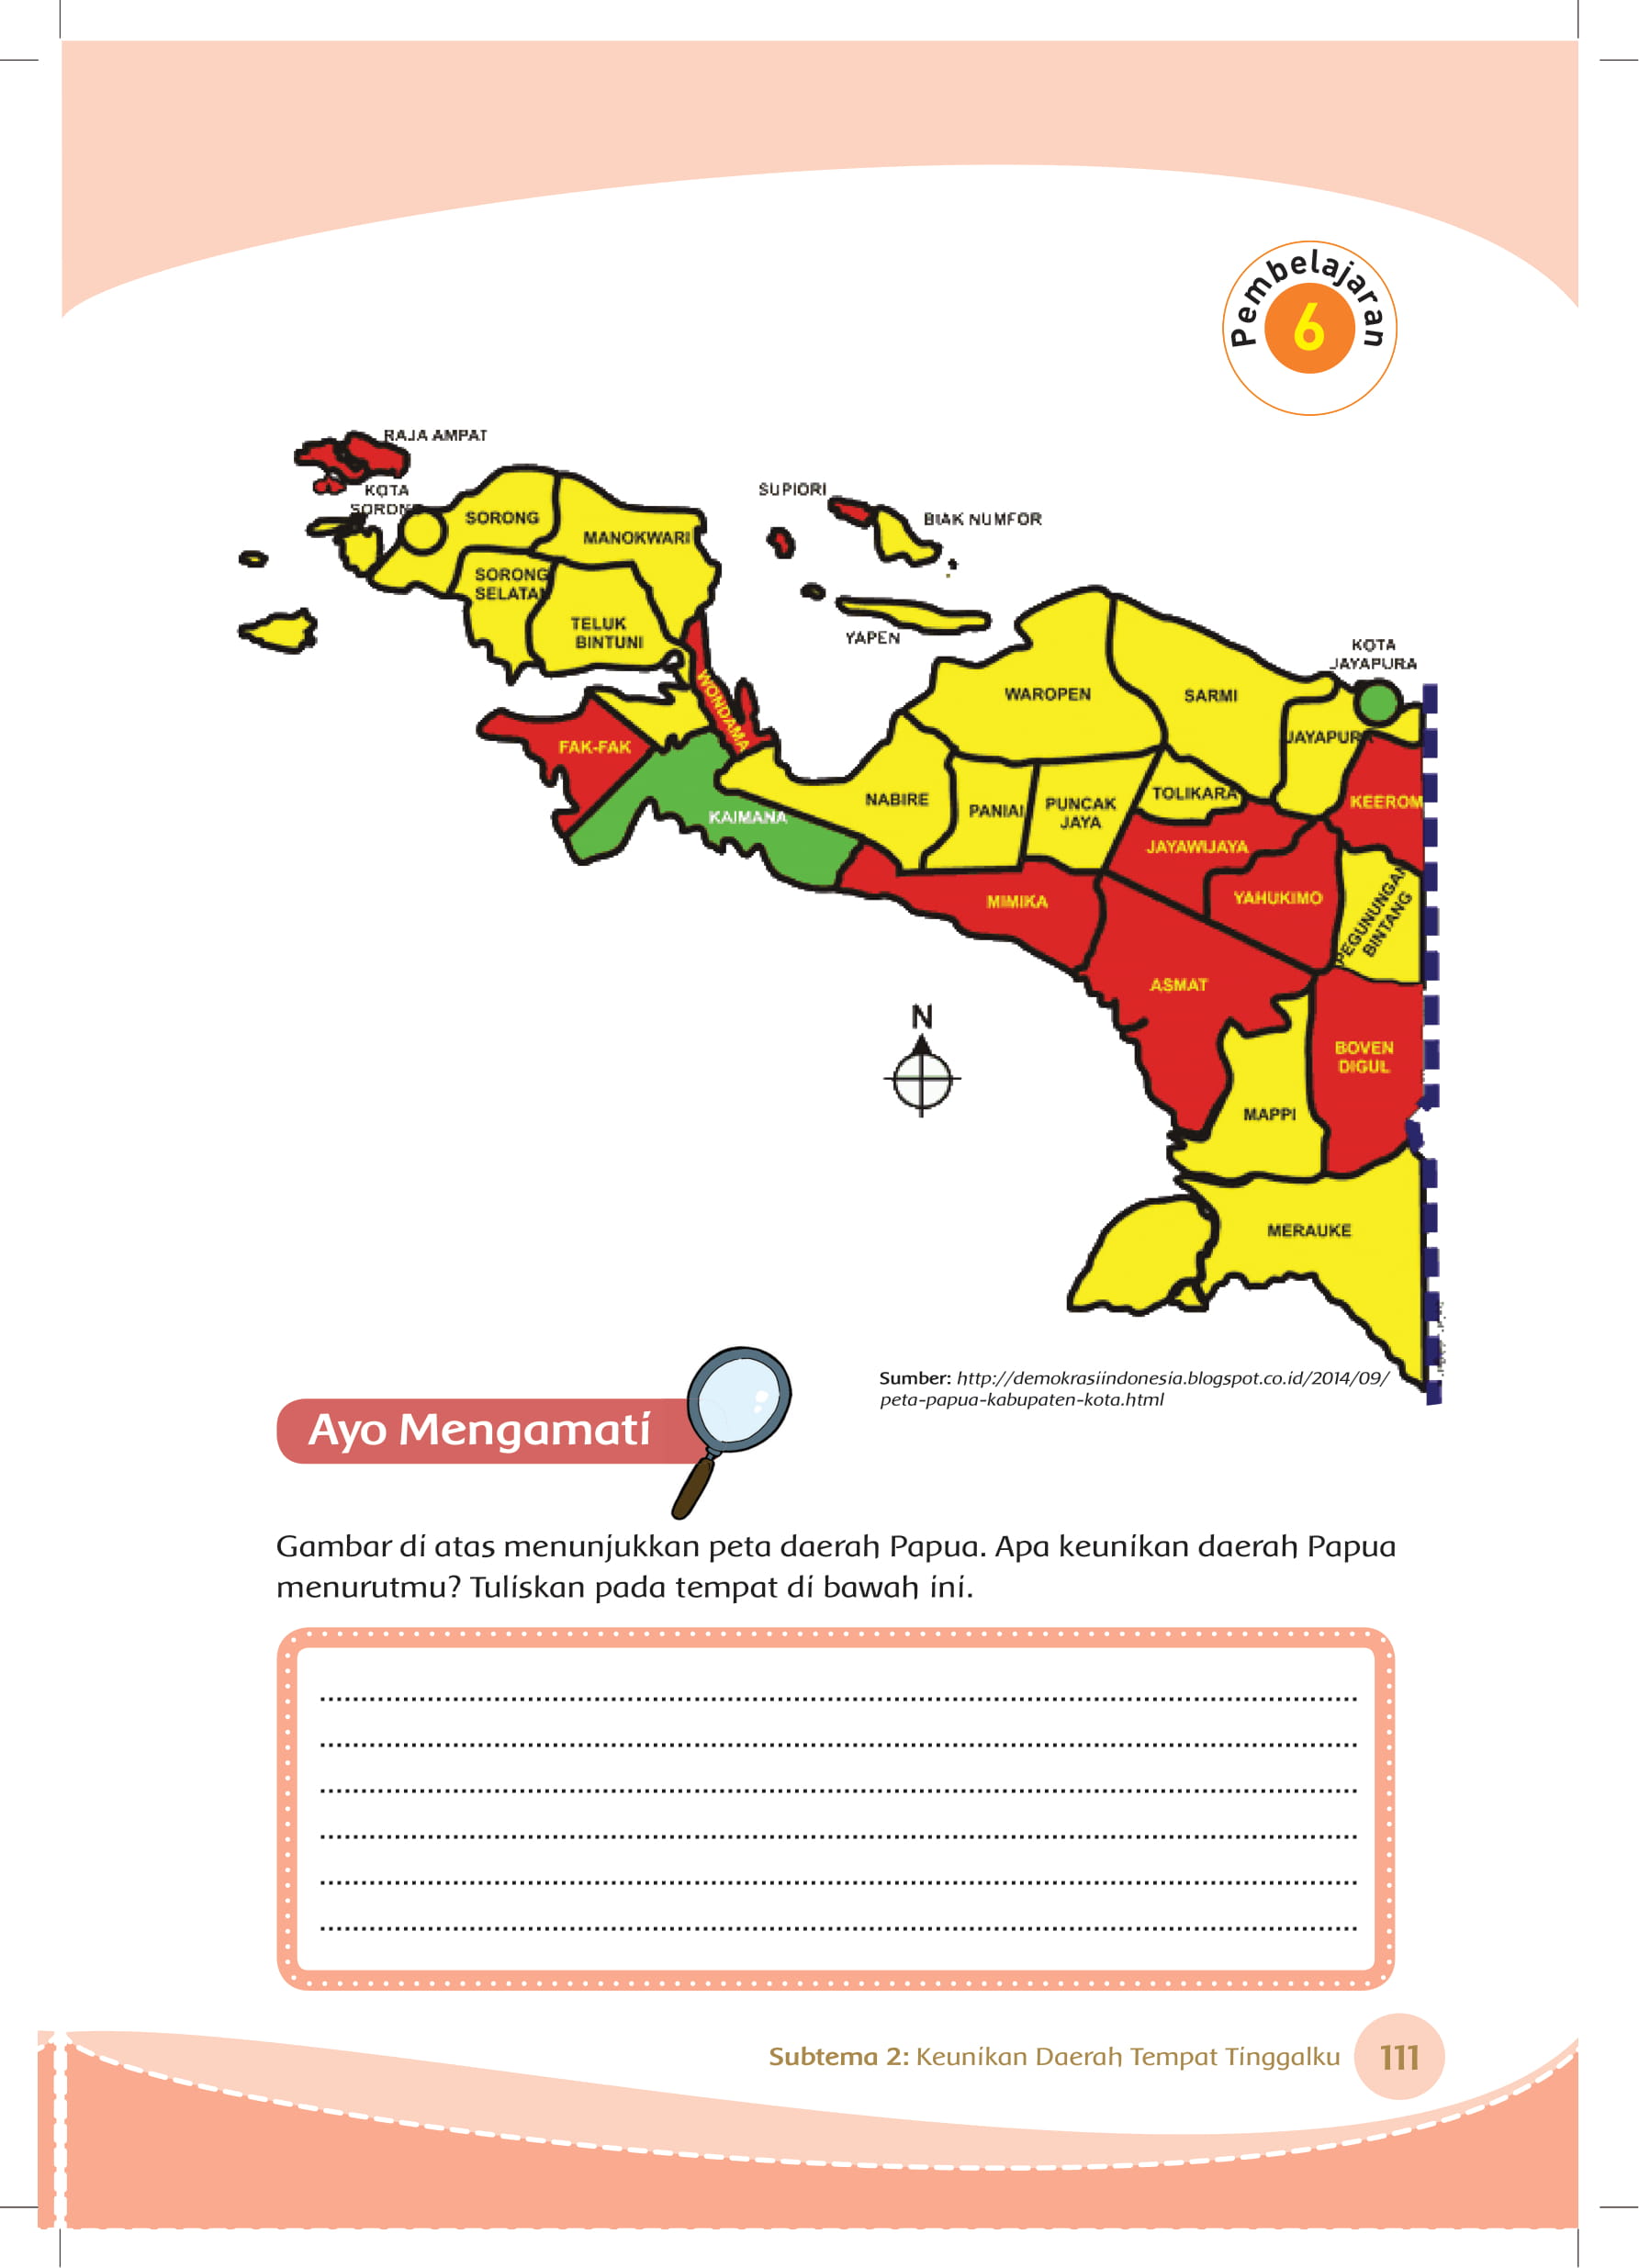 Pembelajaran
6
RAJA AMPAT
KOTA
SORONG
SORONG
MANOKWARI
SUPIORI
BIAK NUMFOR
SORONG
SELATAN
TELUK
BINTUNI
YAPEN
KOTA
JAYAPURA
WONDAMA
WAROPEN
SARMI
JAYAPURA
FAK-FAK
KAIMANA
NABIRE
PANIAI
PUNCAK
JAYA
TOLIKARA
KEEROM
JAYAWIJAYA
MIMIKA
YAHUKIMO
PEGUNUNGAN
BINTANG
ASMAT
N
BOVEN
DIGUL
MAPPI
MERAUKE
Sumber: http://demokrasiindonesia.blogspot.co.id/2014/09/
peta-papua-kabupaten-kota.html
Ayo Mengamati
Gambar di atas menunjukkan peta daerah Papua. Apa keunikan daerah Papua
menurutmu? Tuliskan pada tempat di bawah ini.
Subtema 2: Keunikan Daerah Tempat Tinggalku
111